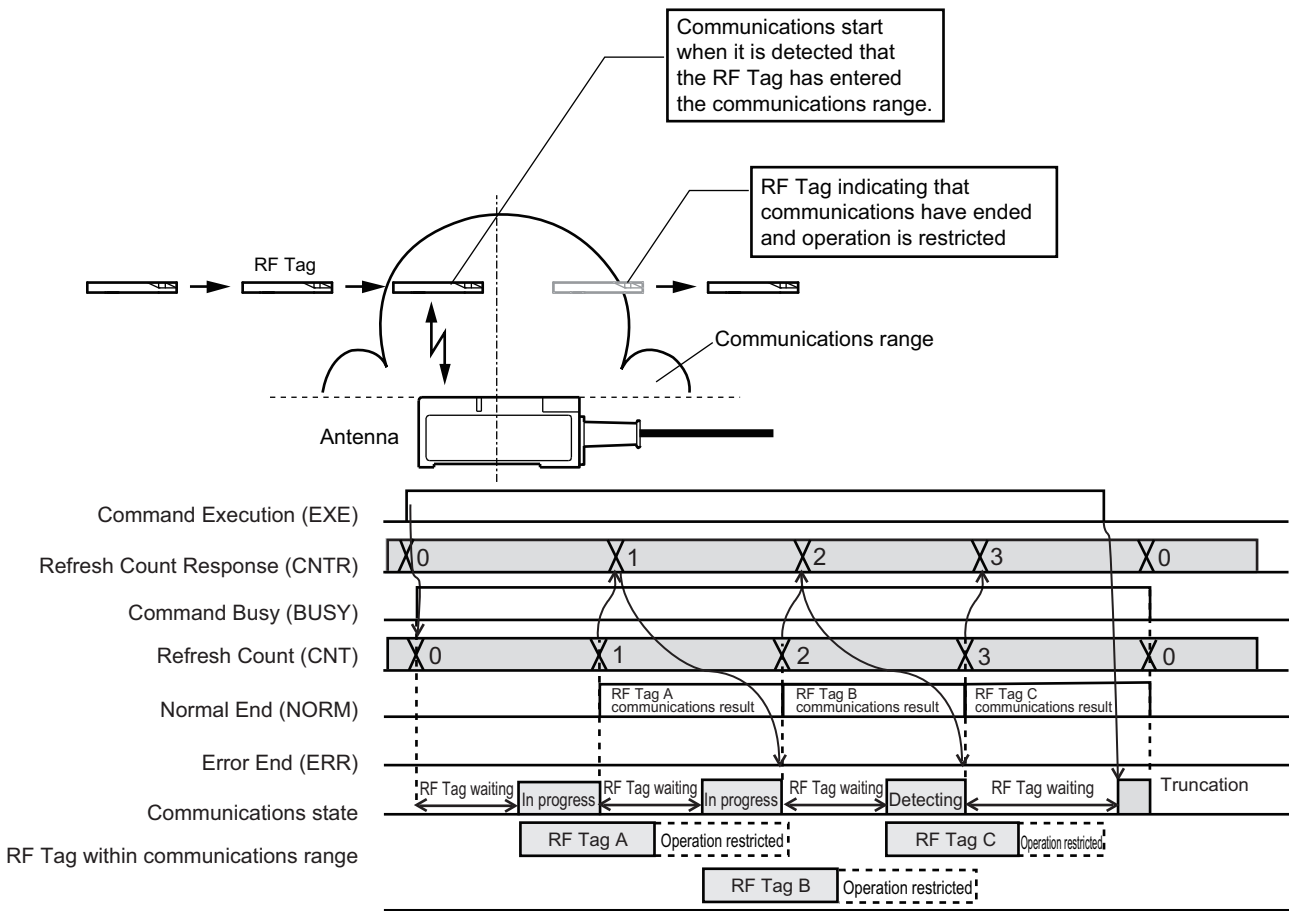 Communications start
when it is detected that
the RF Tag has entered
the communications range.
RF Tag indicating that
communications have ended
and operation is restricted
RF Tag
Communications range
Antenna
Command Execution (EXE)
Refresh Count Response (CNTR)
0 1 2 3 0
Command Busy (BUSY)
Refresh Count (CNT)
0 1 2 3 0
Normal End (NORM)
RF Tag A
communications result
RF Tag B
communications result
RF Tag C
communications result
Error End (ERR)
Communications state
RF Tag waiting
In progress
RF Tag waiting
In progress
RF Tag waiting
Detecting
RF Tag waiting
Truncation
RF Tag within communications range
RF Tag A
Operation restricted
RF Tag C
Operation restricted
RF Tag B
Operation restricted